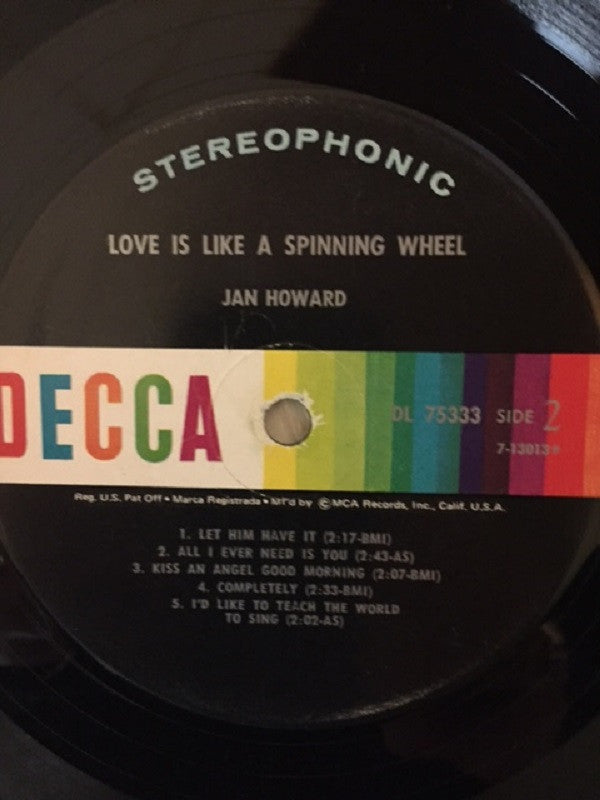 STEREOPHONIC
LOVE IS LIKE A SPINNING WHEEL
JAN HOWARD
DECCA
DL 75333 SIDE 2
Reg. U.S. Pat Off • Marca Registrada • Mf'd by © MCA Records, Inc., Calif. U.S.A.
1. LET HIM HAVE IT (2:17-BMI)
2. ALL I EVER NEED IS YOU (2:43-AS)
3. KISS AN ANGEL GOOD MORNING (2:07-BMI)
4. COMPLETELY (2:33-BMI)
5. I'D LIKE TO TEACH THE WORLD
TO SING (2:02-AS)